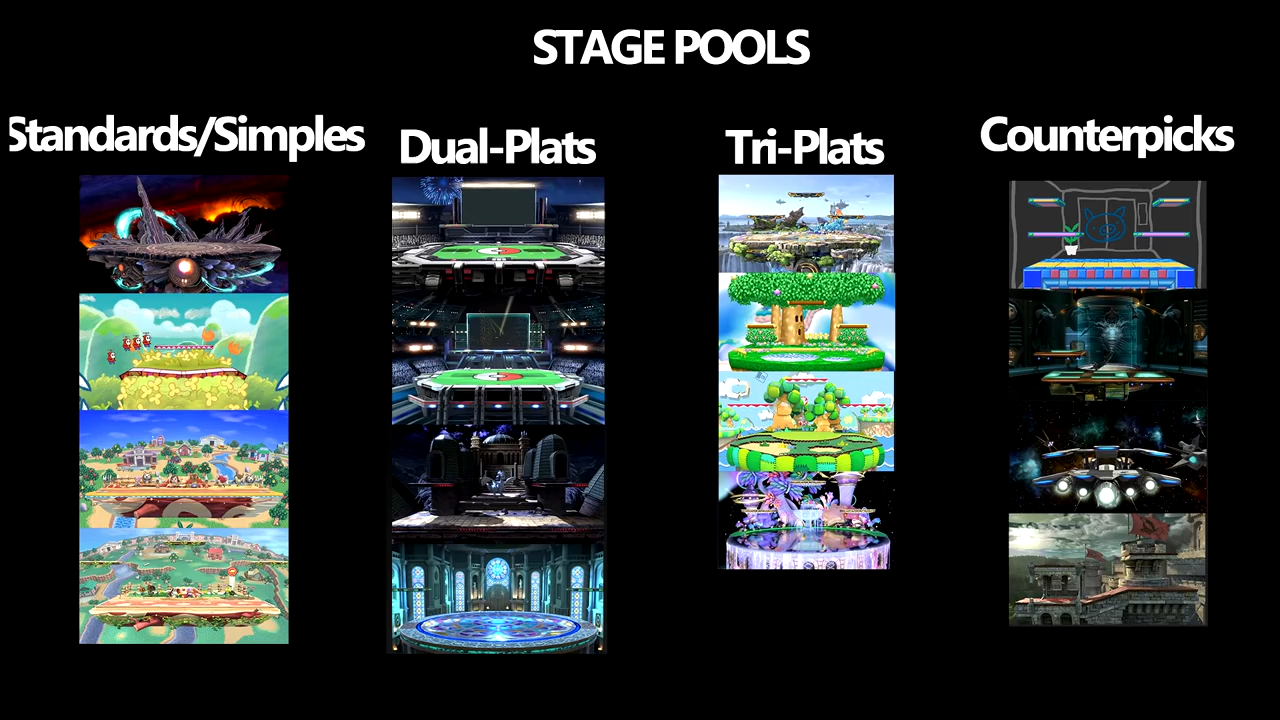 STAGE POOLS
Standards/Simples
Dual-Plats
Tri-Plats
Counterpicks